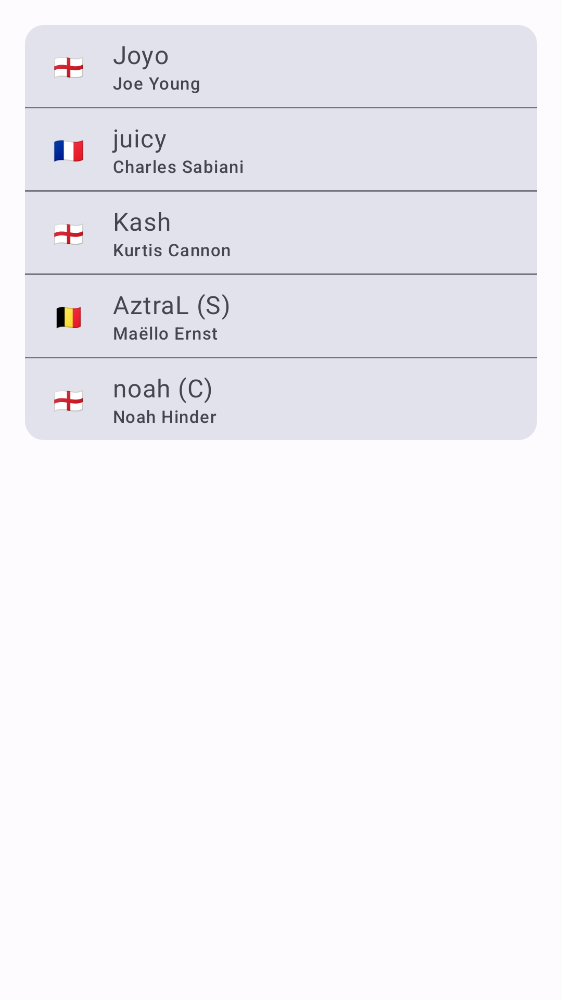 Joyo
Joe Young
juicy
Charles Sabiani
Kash
Kurtis Cannon
AztraL (S)
Maëllo Ernst
noah (C)
Noah Hinder